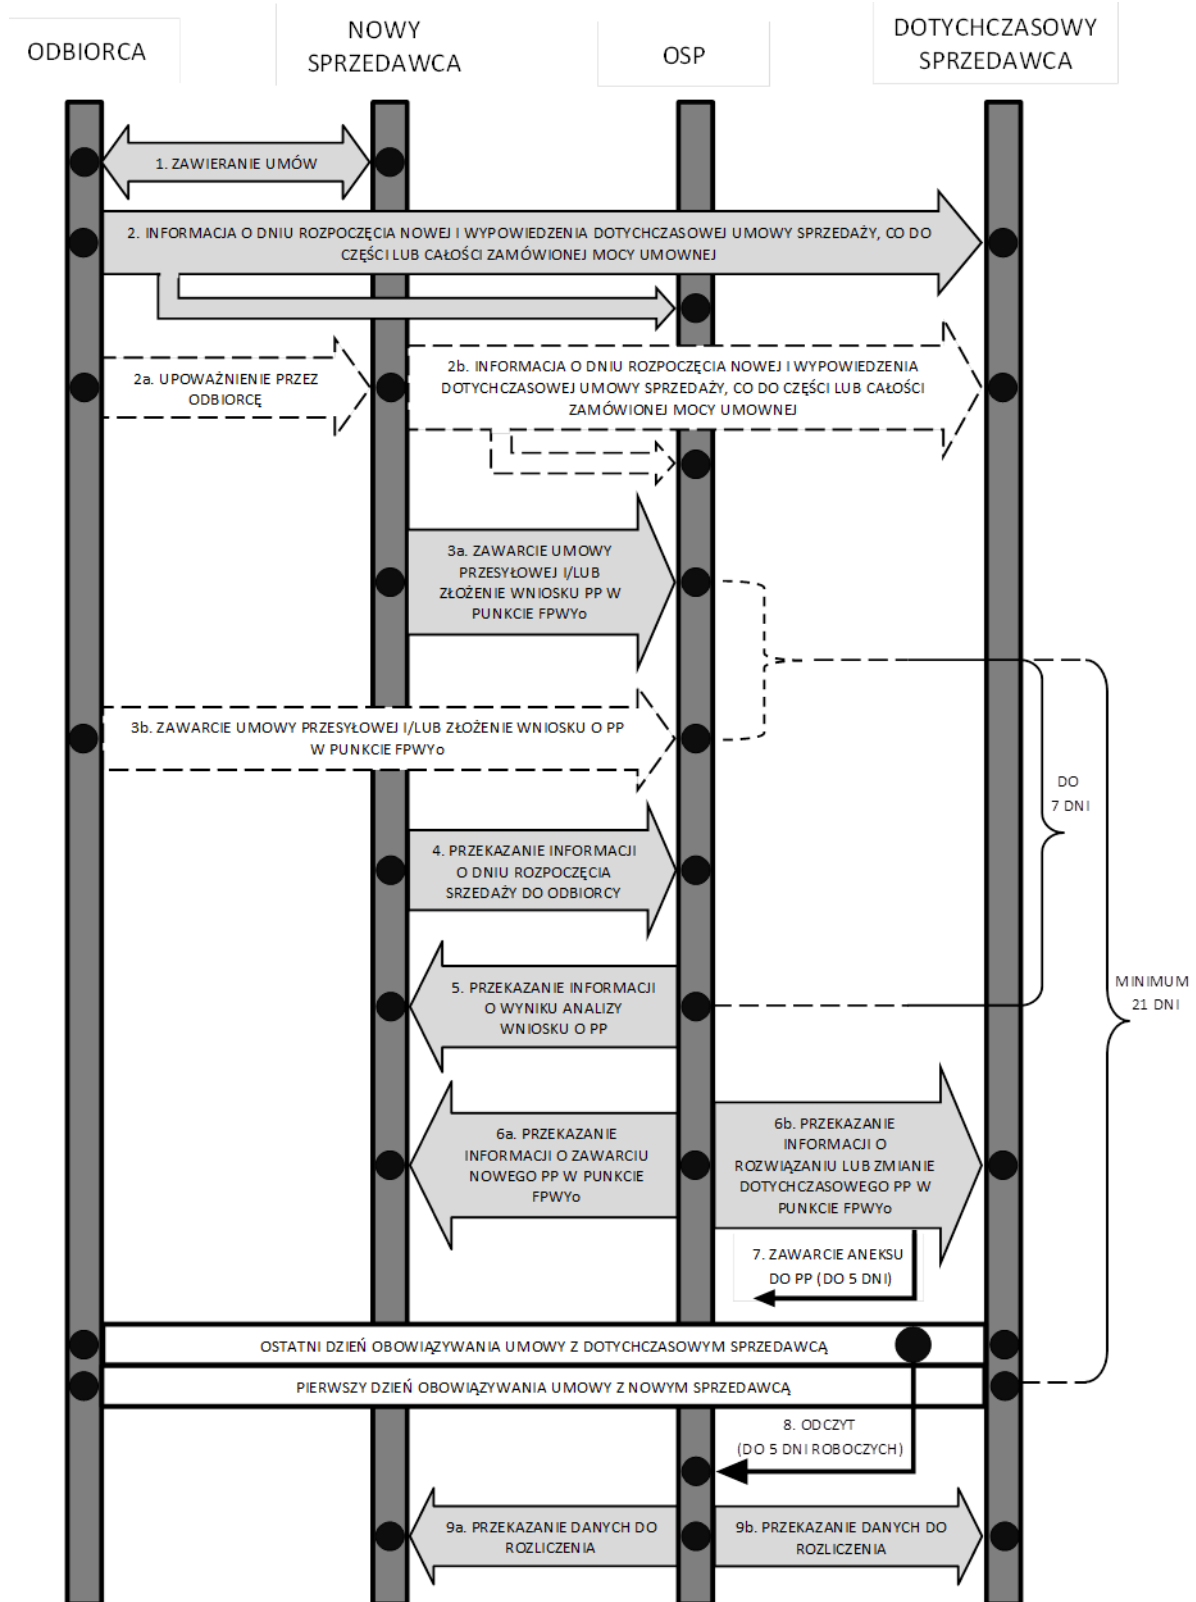 ODBIORCA
NOWY
SPRZEDAWCA
OSP
DOTYCHCZASOWY
SPRZEDAWCA
1. ZAWIERANIE UMÓW
2. INFORMACJA O DNIU ROZPOCZĘCIA NOWEJ I WYPOWIEDZENIA DOTYCHCZASOWEJ UMOWY SPRZEDAŻY, CO DO
CZĘŚCI LUB CAŁOŚCI ZAMÓWIONEJ MOCY UMOWNEJ
2a. UPOWAŻNIENIE PRZEZ
ODBIORCĘ
2b. INFORMACJA O DNIU ROZPOCZĘCIA NOWEJ I WYPOWIEDZENIA
DOTYCHCZASOWEJ UMOWY SPRZEDAŻY, CO DO CZĘŚCI LUB CAŁOŚCI
ZAMÓWIONEJ MOCY UMOWNEJ
3a. ZAWARCIE UMOWY
PRZESYŁOWEJ I/LUB
ZŁOŻENIE WNIOSKU PP W
PUNKCIE FPWYo
3b. ZAWARCIE UMOWY PRZESYŁOWEJ I/LUB ZŁOŻENIE WNIOSKU O PP
W PUNKCIE FPWYo
DO
7 DNI
4. PRZEKAZANIE INFORMACJI
O DNIU ROZPOCZĘCIA
SRZEDAŻY DO ODBIORCY
5. PRZEKAZANIE INFORMACJI
O WYNIKU ANALIZY
WNIOSKU O PP
MINIMUM
21 DNI
6a. PRZEKAZANIE
INFORMACJI O ZAWARCIU
NOWEGO PP W PUNKCIE
FPWYo
6b. PRZEKAZANIE
INFORMACJI O
ROZWIĄZANIU LUB ZMIANIE
DOTYCHCZASOWEGO PP W
PUNKCIE FPWYo
7. ZAWARCIE ANEKSU
DO PP (DO 5 DNI)
OSTATNI DZIEŃ OBOWIĄZYWANIA UMOWY Z DOTYCHCZASOWYM SPRZEDAWCĄ
PIERWSZY DZIEŃ OBOWIĄZYWANIA UMOWY Z NOWYM SPRZEDAWCĄ
8. ODCZYT
(DO 5 DNI ROBOCZYCH)
9a. PRZEKAZANIE DANYCH DO
ROZLICZENIA
9b. PRZEKAZANIE DANYCH DO
ROZLICZENIA